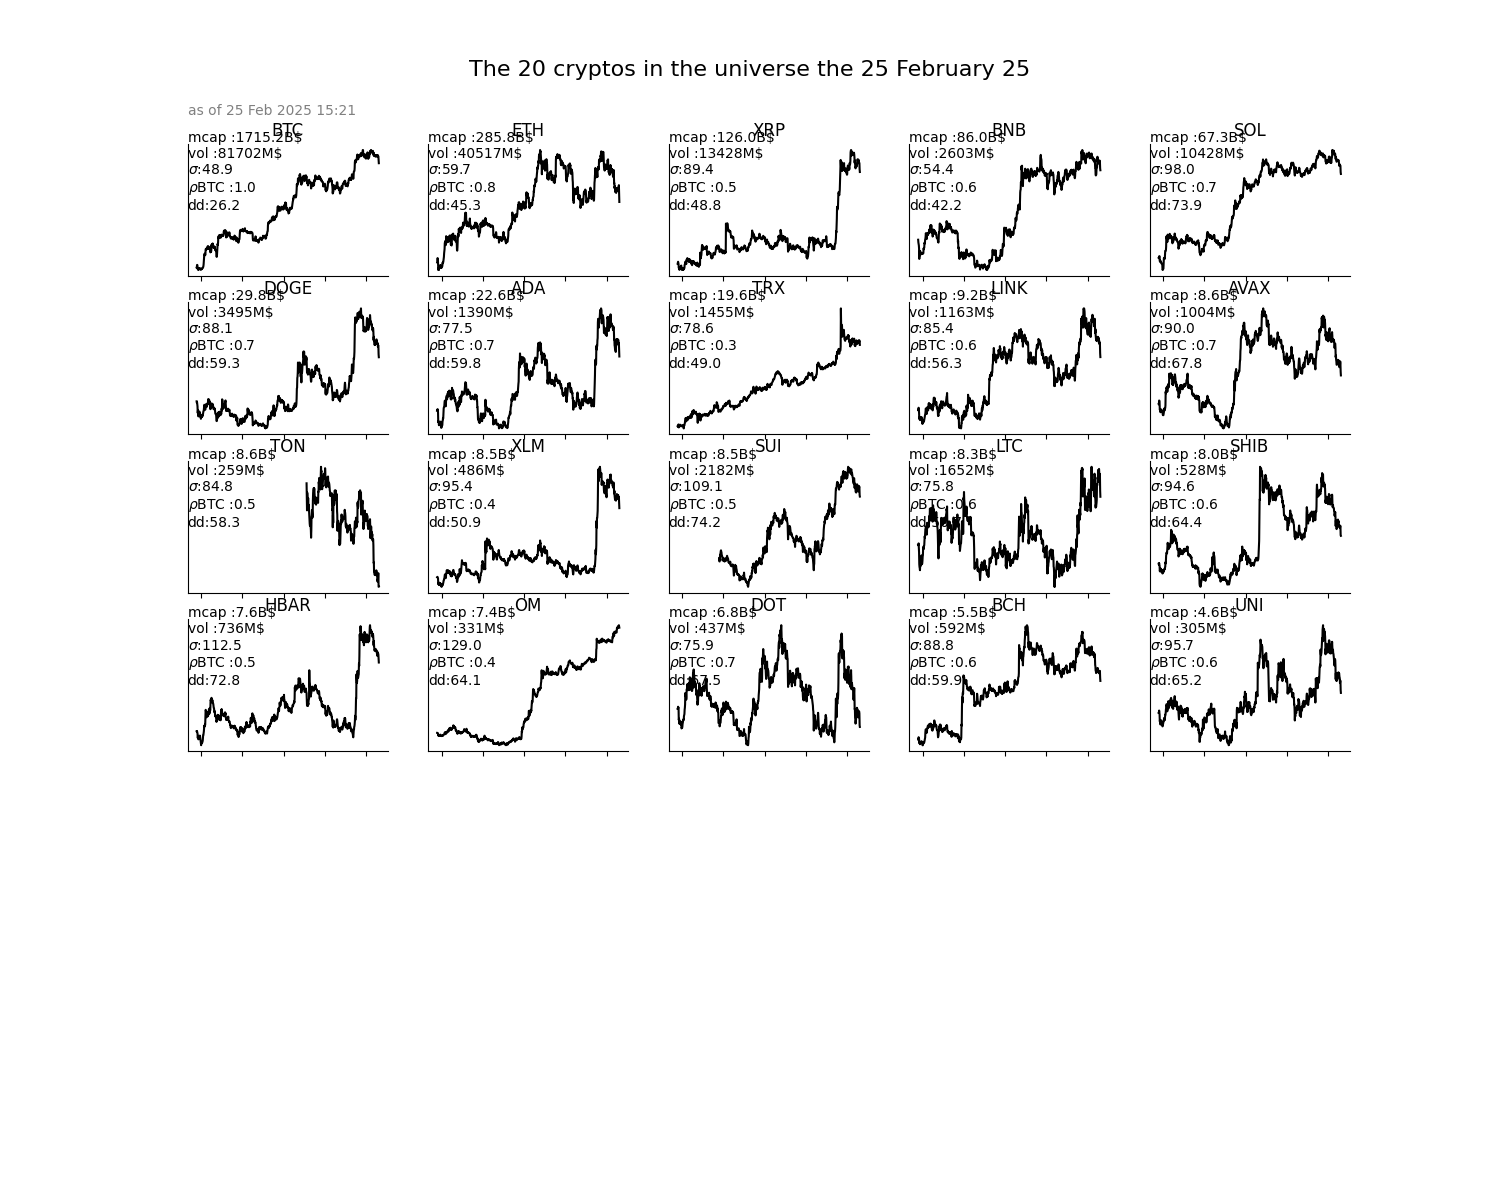 The 20 cryptos in the universe the 25 February 25
as of 25 Feb 2025 15:21
BTC
mcap :1715.2B$
vol :81702M$
σ:48.9
ρBTC :1.0
dd:26.2
ETH
mcap :285.8B$
vol :40517M$
σ:59.7
ρBTC :0.8
dd:45.3
XRP
mcap :126.0B$
vol :13428M$
σ:89.4
ρBTC :0.5
dd:48.8
BNB
mcap :86.0B$
vol :2603M$
σ:54.4
ρBTC :0.6
dd:42.2
SOL
mcap :67.3B$
vol :10428M$
σ:98.0
ρBTC :0.7
dd:73.9
DOGE
mcap :29.8B$
vol :3495M$
σ:88.1
ρBTC :0.7
dd:59.3
ADA
mcap :22.6B$
vol :1390M$
σ:77.5
ρBTC :0.7
dd:59.8
TRX
mcap :19.6B$
vol :1455M$
σ:78.6
ρBTC :0.3
dd:49.0
LINK
mcap :9.2B$
vol :1163M$
σ:85.4
ρBTC :0.6
dd:56.3
AVAX
mcap :8.6B$
vol :1004M$
σ:90.0
ρBTC :0.7
dd:67.8
TON
mcap :8.6B$
vol :259M$
σ:84.8
ρBTC :0.5
dd:58.3
XLM
mcap :8.5B$
vol :486M$
σ:95.4
ρBTC :0.4
dd:50.9
SUI
mcap :8.5B$
vol :2182M$
σ:109.1
ρBTC :0.5
dd:74.2
LTC
mcap :8.3B$
vol :1652M$
σ:75.8
ρBTC :0.6
SHIB
mcap :8.0B$
vol :528M$
σ:94.6
ρBTC :0.6
dd:64.4
HBAR
mcap :7.6B$
vol :736M$
σ:112.5
ρBTC :0.5
dd:72.8
OM
mcap :7.4B$
vol :331M$
σ:129.0
ρBTC :0.4
dd:64.1
DOT
mcap :6.8B$
vol :437M$
σ:75.9
ρBTC :0.7
dd:57.5
BCH
mcap :5.5B$
vol :592M$
σ:88.8
ρBTC :0.6
dd:59.9
UNI
mcap :4.6B$
vol :305M$
σ:95.7
ρBTC :0.6
dd:65.2